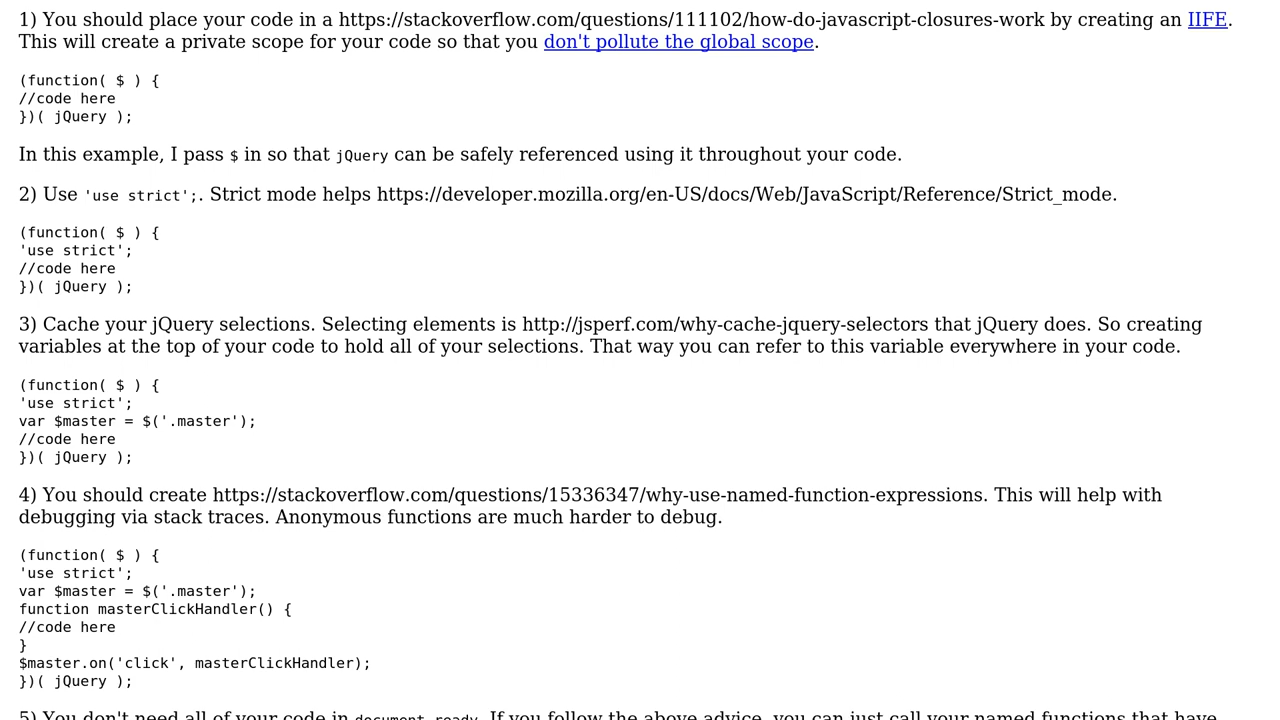 1) You should place your code in a https://stackoverflow.com/questions/111102/how-do-javascript-closures-work by creating an IIFE.
This will create a private scope for your code so that you don't pollute the global scope.
(function( $ ) {
//code here
})( jQuery );
In this example, I pass $ in so that jQuery can be safely referenced using it throughout your code.
2) Use 'use strict';. Strict mode helps https://developer.mozilla.org/en-US/docs/Web/JavaScript/Reference/Strict_mode.
(function( $ ) {
'use strict';
//code here
})( jQuery );
3) Cache your jQuery selections. Selecting elements is http://jsperf.com/why-cache-jquery-selectors that jQuery does. So creating
variables at the top of your code to hold all of your selections. That way you can refer to this variable everywhere in your code.
(function( $ ) {
'use strict';
var $master = $('.master');
//code here
})( jQuery );
4) You should create https://stackoverflow.com/questions/15336347/why-use-named-function-expressions. This will help with
debugging via stack traces. Anonymous functions are much harder to debug.
(function( $ ) {
'use strict';
var $master = $('.master');
function masterClickHandler() {
//code here
}
$master.on('click', masterClickHandler);
})( jQuery );
5) You don't need all of your code in document.ready. If you follow the above advice, you can just call your named functions that have